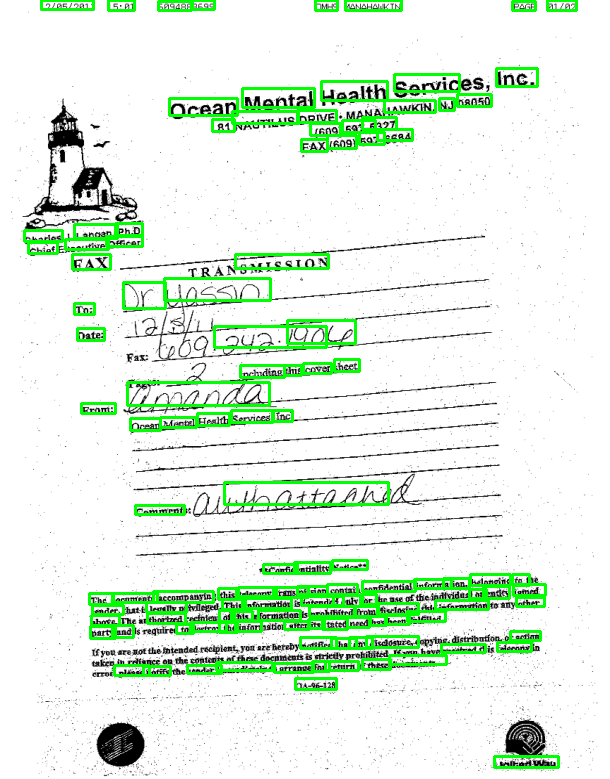 12/05/2011 15:01 6094883693 OMHS MANAHAWKIN PAGE 01/02
Ocean Mental Health Services, Inc.
81 NAUTILUS DRIVE • MANAHAWKIN, NJ 08050
(609) 597-5327
FAX (609) 597-6684
Charles J. Langan Ph.D
Chief Executive Officer
FAX TRANSMISSION
To: Dr Yassin
Date: 12/5/11
Fax: 609.242.1904
Pages: 2 including this cover sheet
From: Amanda
Ocean Mental Health Services Inc
Comments: auth attached
**Confidentiality Notice**
The documents accompanying this telecopy transmission contain confidential information, belonging to the
sender, that is legally privileged. This information is intended only for the use of the individual or entity named
above. The authorized recipient of this information is prohibited from disclosing this information to any other
party and is required to destroy the information after its stated need has been fulfilled.
If you are not the intended recipient, you are hereby notified that any disclosure, copying, distribution, or action
taken in reliance on the contents of these documents is strictly prohibited. If you have received this telecopy in
error, please notify the sender immediately to arrange for return of these documents.
OA-96-128
United Way